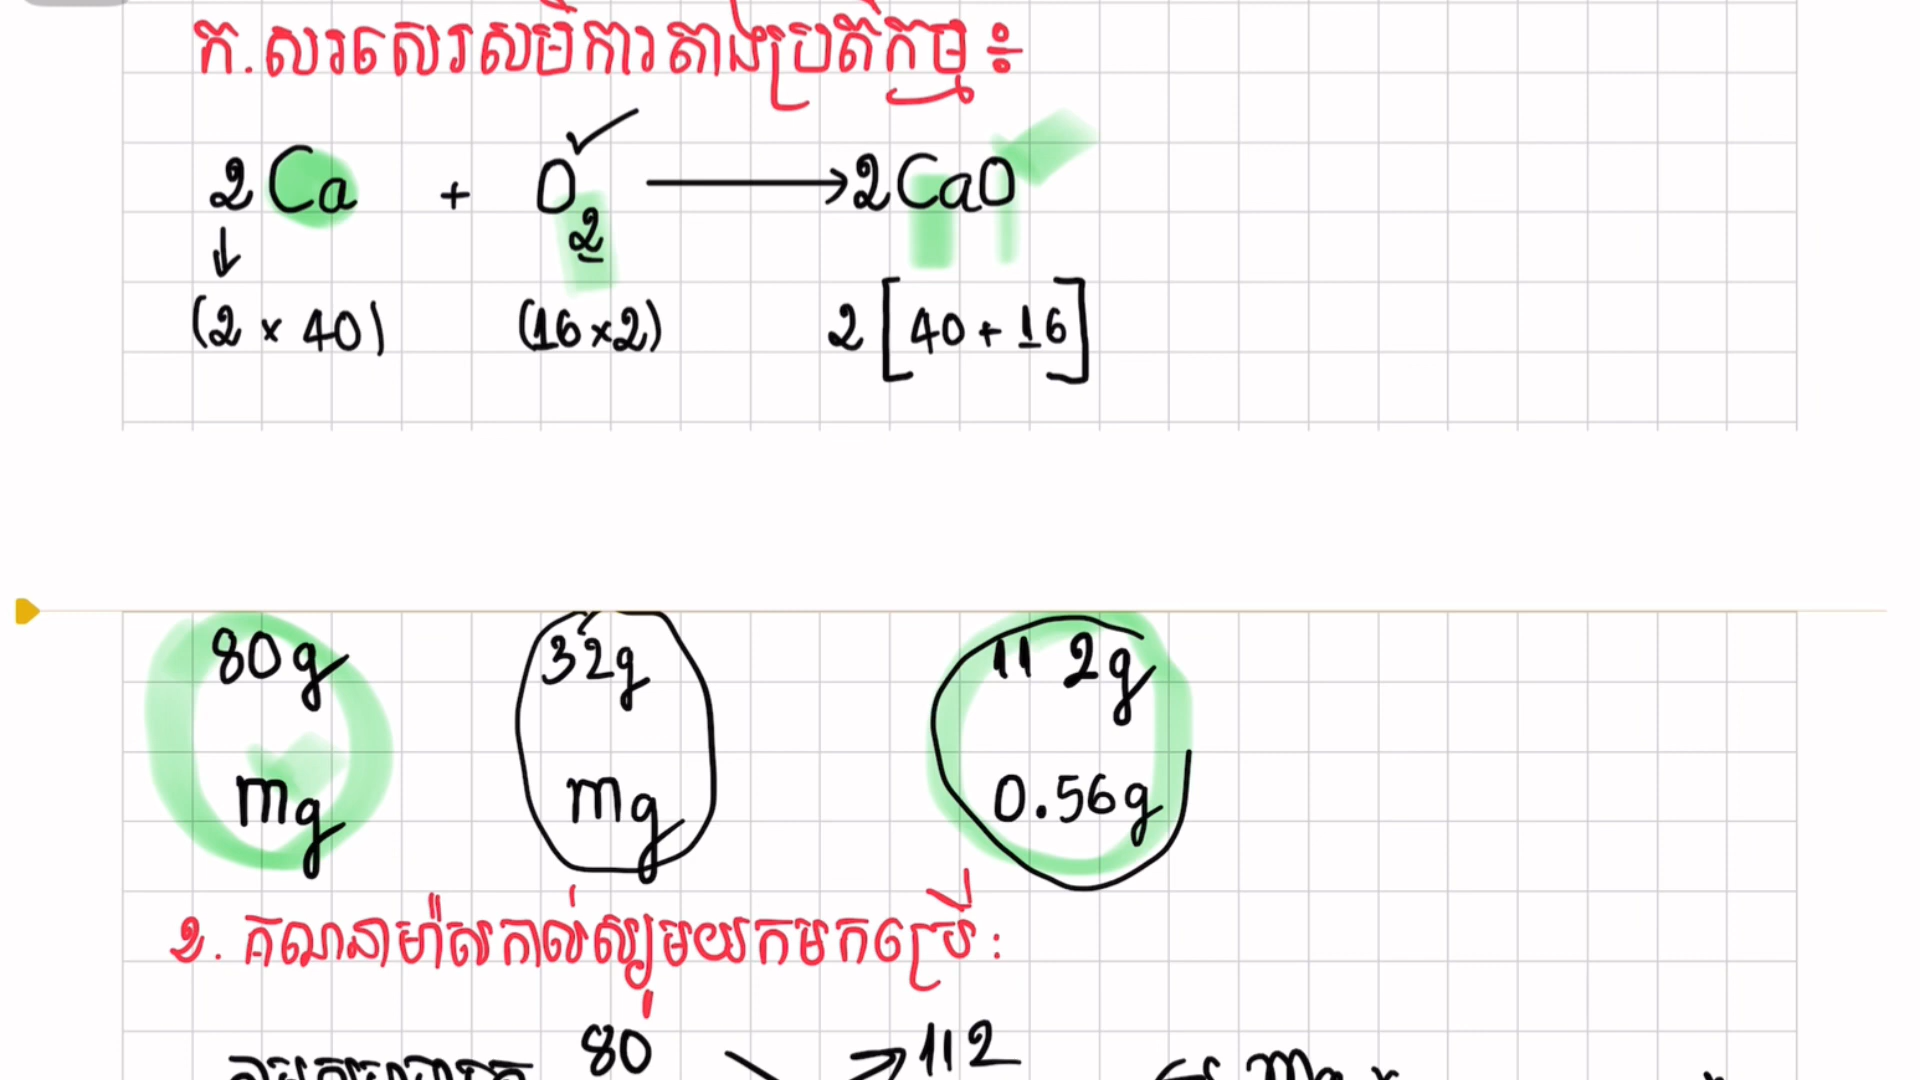 ក. សរសេរសមីការតាងប្រតិកម្ម ៖
2Ca + O₂ ⟶ 2CaO
(2 × 40) (16 × 2) 2[40 + 16]
80g 32g 112g
mg mg 0.56g
2. គណនាម៉ាសកាល់ស្យូមយកមកប្រើ :
80 112